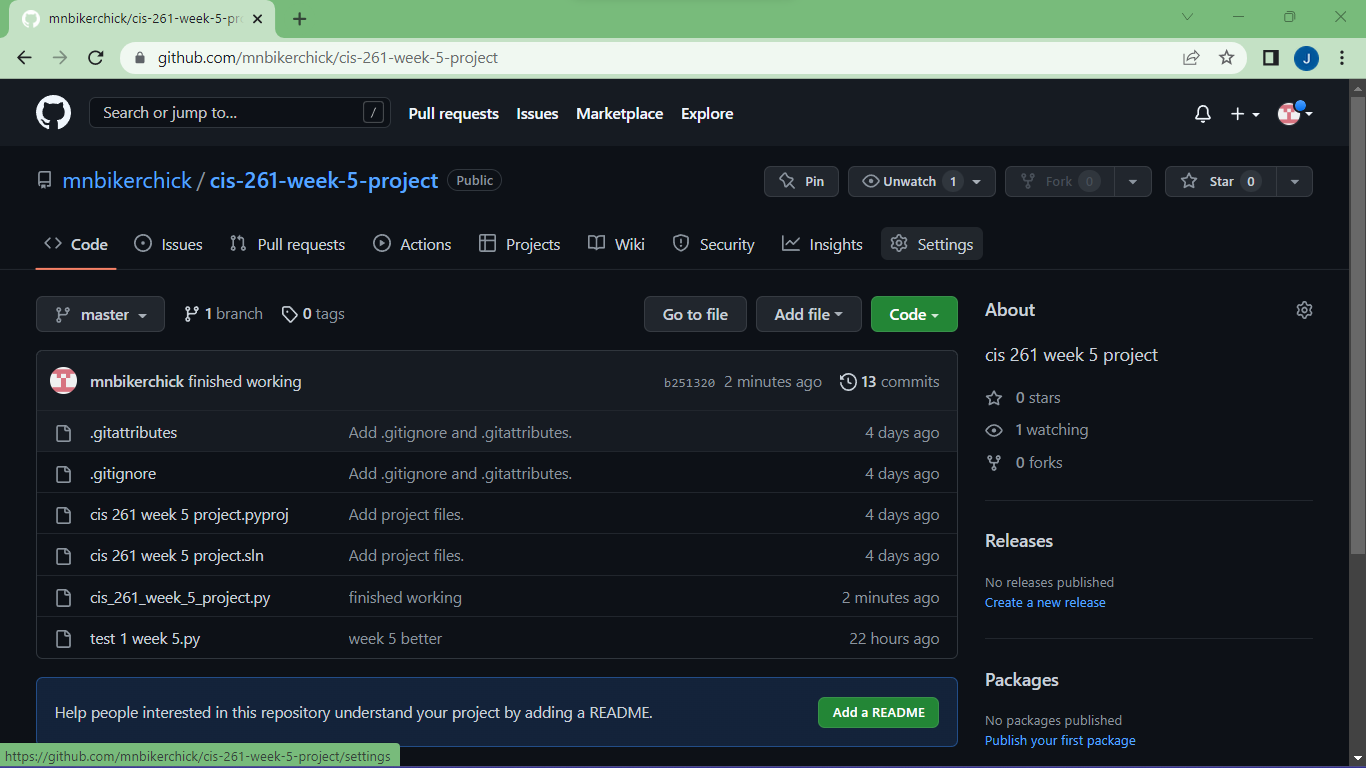 mnbikerchick/cis-261-week-5-pr
github.com/mnbikerchick/cis-261-week-5-project
J
Search or jump to... /
Pull requests Issues Marketplace Explore
mnbikerchick / cis-261-week-5-project Public
Pin Unwatch 1 Fork 0 Star 0
Code Issues Pull requests Actions Projects Wiki Security Insights Settings
master 1 branch 0 tags Go to file Add file Code
About
cis 261 week 5 project
mnbikerchick finished working b251320 2 minutes ago 13 commits
0 stars
.gitattributes Add .gitignore and .gitattributes. 4 days ago
1 watching
.gitignore Add .gitignore and .gitattributes. 4 days ago
0 forks
cis 261 week 5 project.pyproj Add project files. 4 days ago
cis 261 week 5 project.sln Add project files. 4 days ago
Releases
No releases published
cis_261_week_5_project.py finished working 2 minutes ago
Create a new release
test 1 week 5.py week 5 better 22 hours ago
Packages
Help people interested in this repository understand your project by adding a README. Add a README
No packages published
Publish your first package
https://github.com/mnbikerchick/cis-261-week-5-project/settings